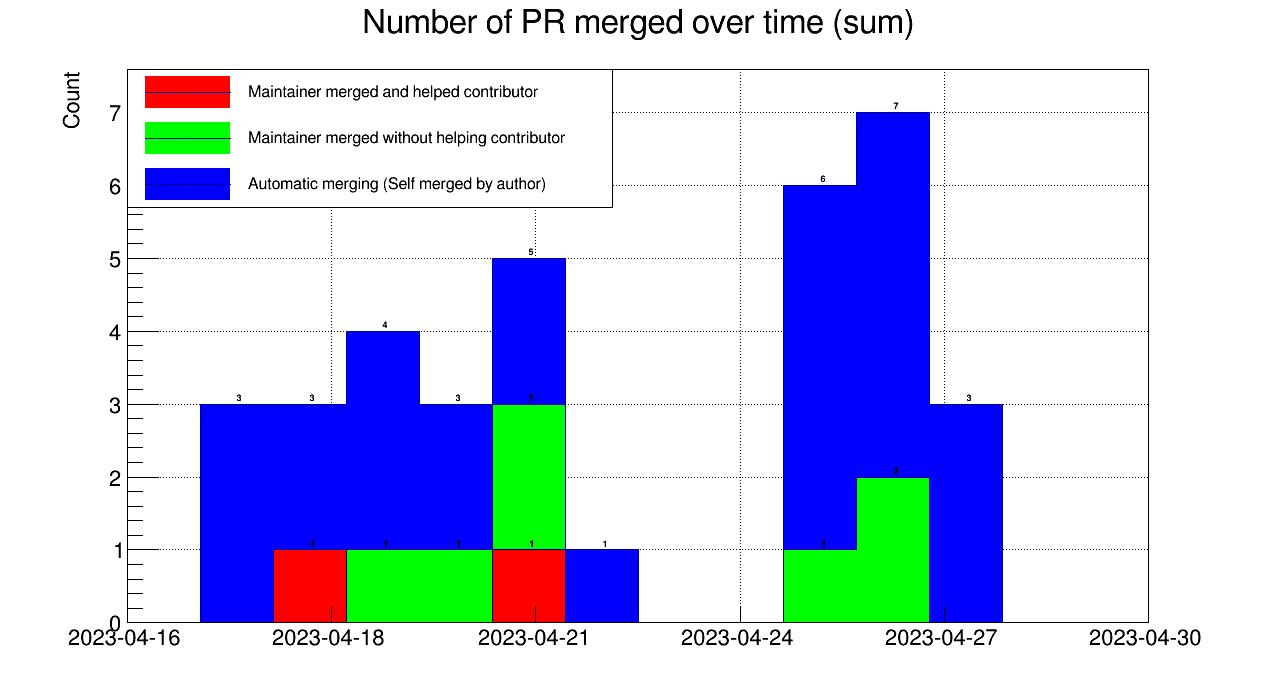 Number of PR merged over time (sum)
Count
Maintainer merged and helped contributor
Maintainer merged without helping contributor
Automatic merging (Self merged by author)
7
7
6
6
5
5
4
4
3
3 3 3 3 3
2
2
1
1 1 1 1 1 1
0
2023-04-16 2023-04-18 2023-04-21 2023-04-24 2023-04-27 2023-04-30